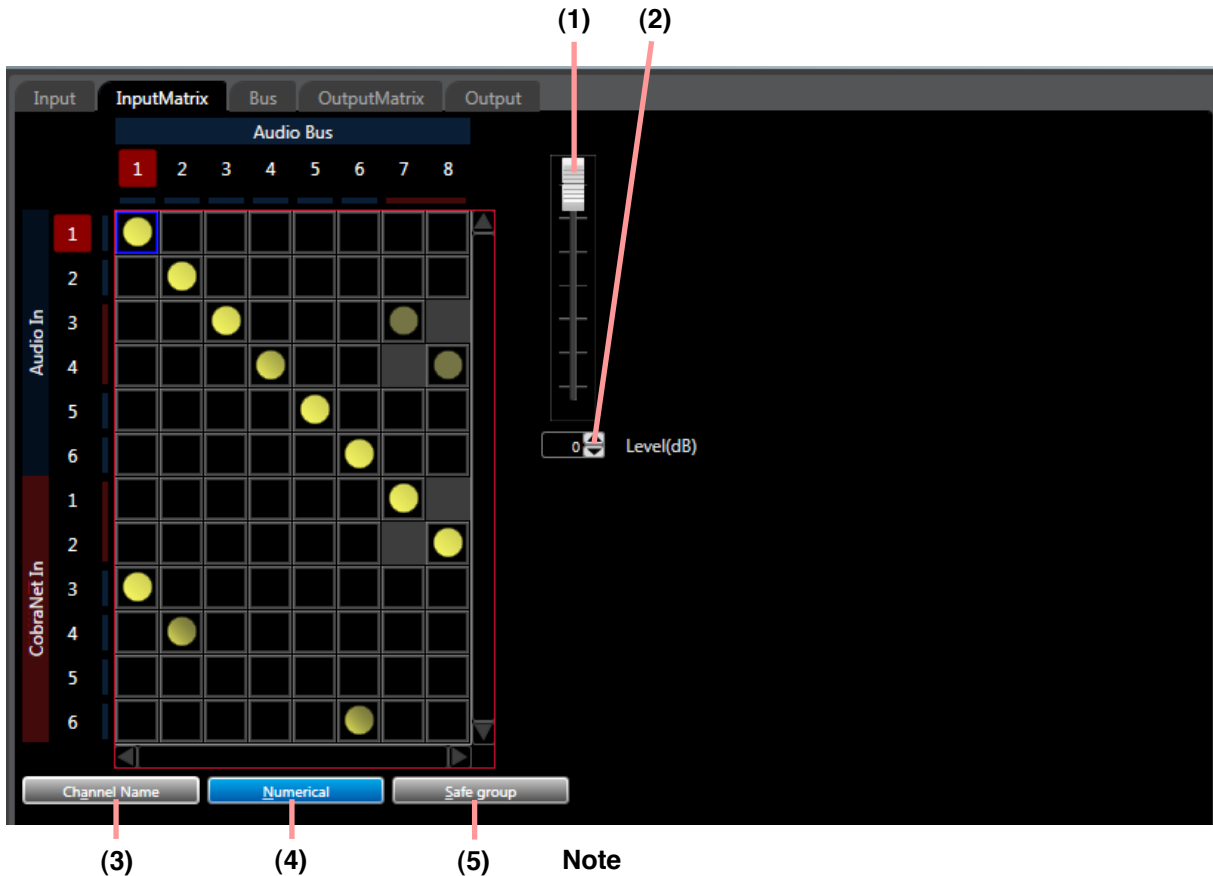 (1) (2)
Input InputMatrix Bus OutputMatrix Output
Audio Bus
1 2 3 4 5 6 7 8
Audio In
1
2
3
4
5
6
CobraNet In
1
2
3
4
5
6
0 Level(dB)
Channel Name Numerical Safe group
(3) (4) (5) Note